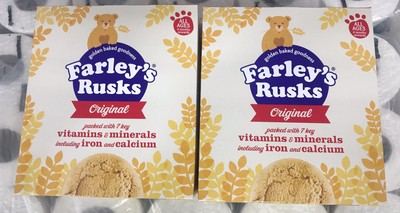 ALL
AGES
golden baked goodness
Farley's
Rusks
Original
packed with 7 key
vitamins & minerals
including iron and calcium
ALL
AGES
golden baked goodness
Farley's
Rusks
Original
packed with 7 key
vitamins & minerals
including iron and calcium